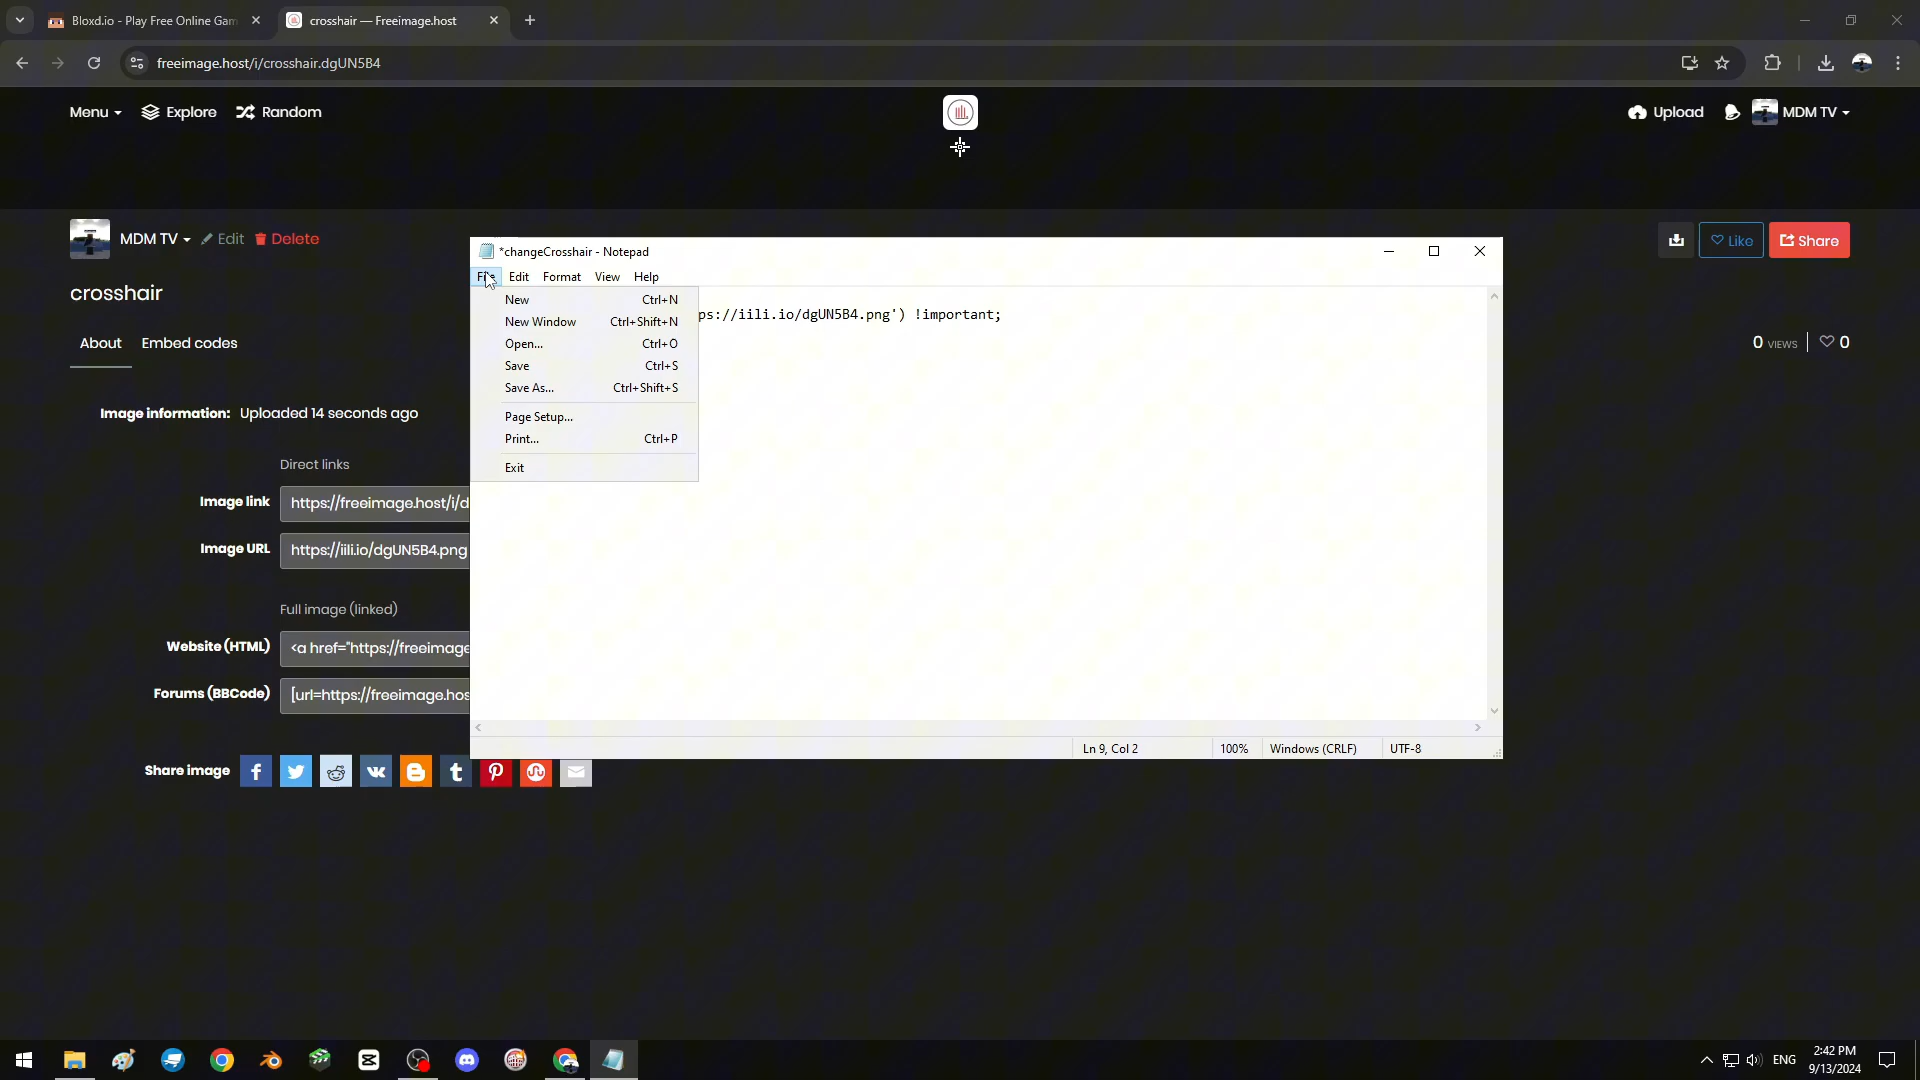 Bloxd.io - Play Free Online Gam
crosshair — Freeimage.host
freeimage.host/i/crosshair.dgUN5B4
Menu
Explore
Random
Upload
MDM TV
MDM TV
Edit
Delete
Like
Share
crosshair
About
Embed codes
0 VIEWS
0
Image information: Uploaded 14 seconds ago
Direct links
Image link
https://freeimage.host/i/d
Image URL
https://iili.io/dgUN5B4.png
Full image (linked)
Website (HTML)
<a href="https://freeimage
Forums (BBCode)
[url=https://freeimage.hos
Share image
*changeCrosshair - Notepad
File Edit Format View Help
New Ctrl+N
New Window Ctrl+Shift+N
Open... Ctrl+O
Save Ctrl+S
Save As... Ctrl+Shift+S
Page Setup...
Print... Ctrl+P
Exit
ps://iili.io/dgUN5B4.png') !important;
Ln 9, Col 2
100%
Windows (CRLF)
UTF-8
ENG
2:42 PM
9/13/2024